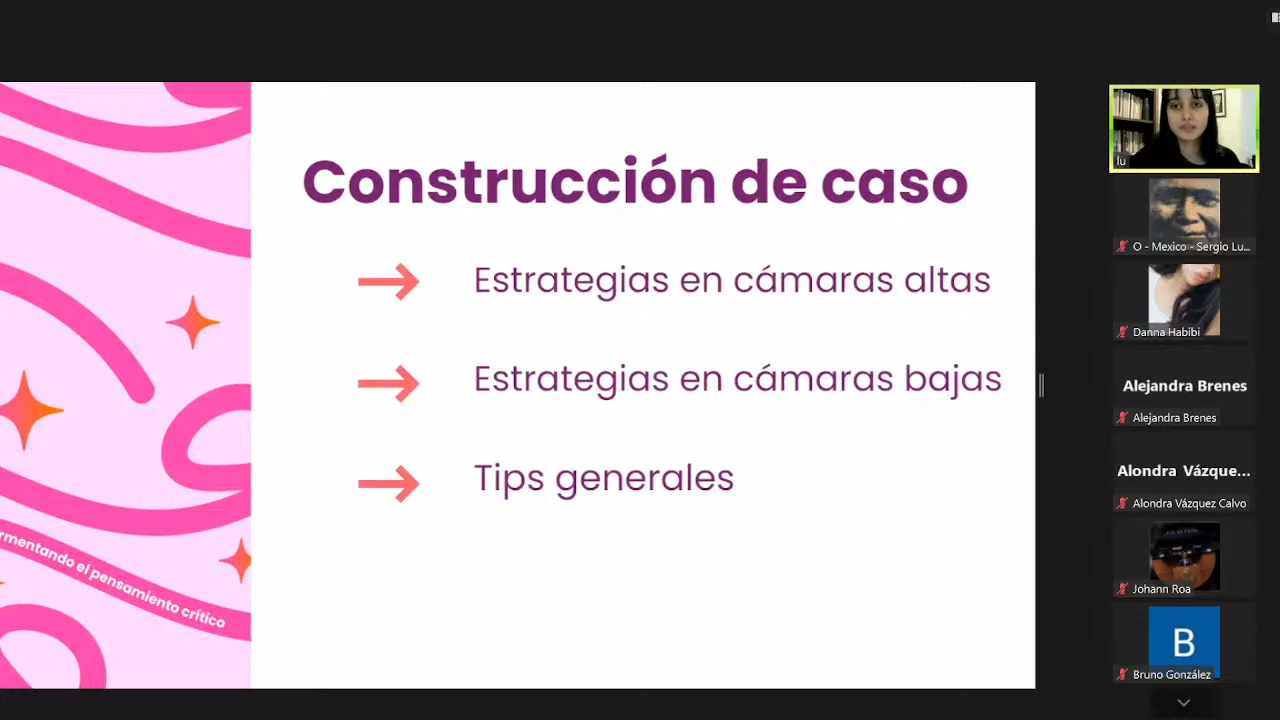 Construcción de caso
Estrategias en cámaras altas
Estrategias en cámaras bajas
Tips generales
rmentando el pensamiento crítico
lu
O - Mexico - Sergio Lu...
Danna Habibi
Alejandra Brenes
Alejandra Brenes
Alondra Vázque...
Alondra Vázquez Calvo
Johann Roa
B
Bruno González